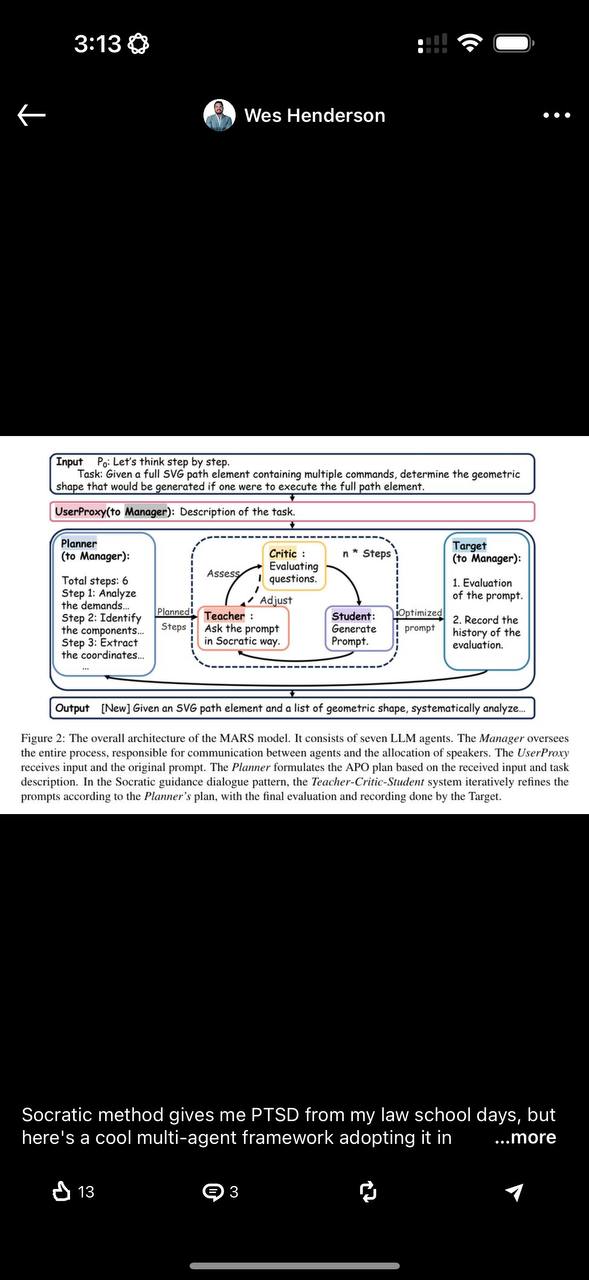 3:13
Wes Henderson
Input P₀: Let's think step by step.
Task: Given a full SVG path element containing multiple commands, determine the geometric
shape that would be generated if one were to execute the full path element.
UserProxy(to Manager): Description of the task.
Planner
(to Manager):
Total steps: 6
Step 1: Analyze
the demands...
Step 2: Identify
the components...
Step 3: Extract
the coordinates...
...
Planned
Steps
Critic :
Evaluating
questions.
n * Steps
Assess
Adjust
Teacher :
Ask the prompt
in Socratic way.
Student:
Generate
Prompt.
Optimized
prompt
Target
(to Manager):
1. Evaluation
of the prompt.
2. Record the
history of the
evaluation.
Output [New] Given an SVG path element and a list of geometric shape, systematically analyze...
Figure 2: The overall architecture of the MARS model. It consists of seven LLM agents. The Manager oversees
the entire process, responsible for communication between agents and the allocation of speakers. The UserProxy
receives input and the original prompt. The Planner formulates the APO plan based on the received input and task
description. In the Socratic guidance dialogue pattern, the Teacher-Critic-Student system iteratively refines the
prompts according to the Planner's plan, with the final evaluation and recording done by the Target.
Socratic method gives me PTSD from my law school days, but
here's a cool multi-agent framework adopting it in ...more
13
3